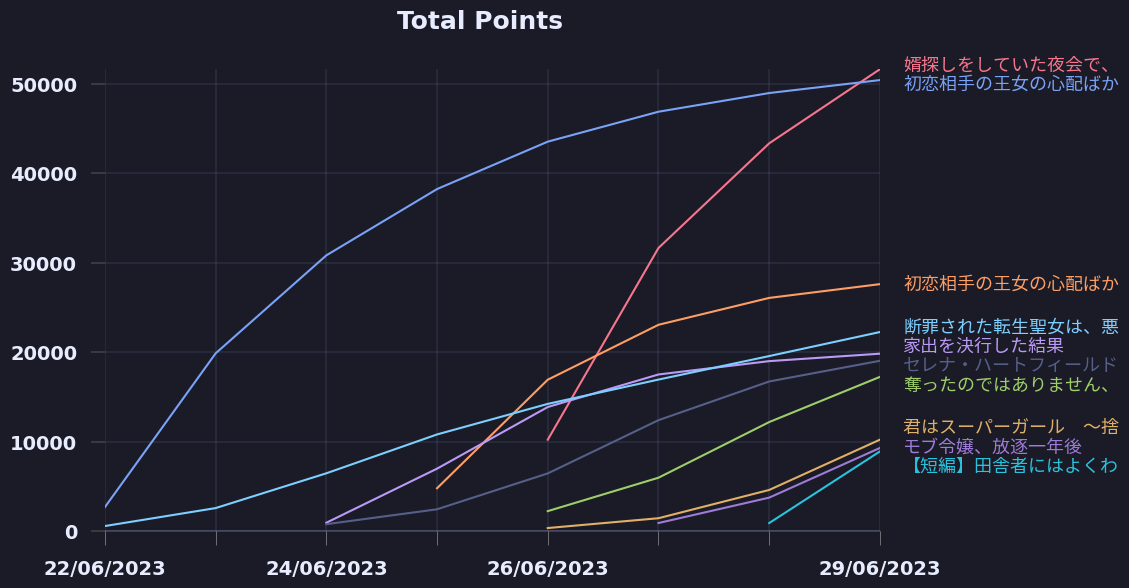 Total Points
50000
40000
30000
20000
10000
0
22/06/2023
24/06/2023
26/06/2023
29/06/2023
婿探しをしていた夜会で、
初恋相手の王女の心配ばか
初恋相手の王女の心配ばか
断罪された転生聖女は、悪
家出を決行した結果
セレナ・ハートフィールド
奪ったのではありません、
君はスーパーガール　～捨
モブ令嬢、放逐一年後
【短編】田舎者にはよくわ